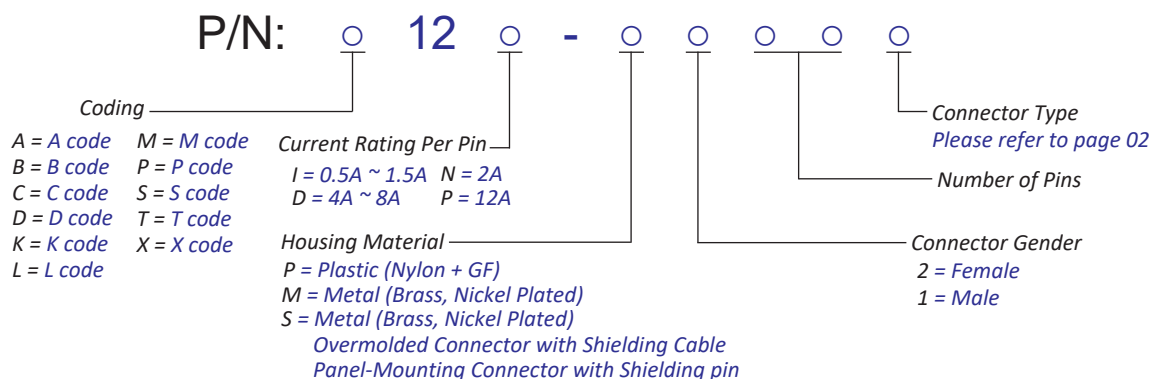 P/N: ○ 12 ○ - ○ ○ ○ ○ ○
Coding
A = A code M = M code
B = B code P = P code
C = C code S = S code
D = D code T = T code
K = K code X = X code
L = L code
Current Rating Per Pin
I = 0.5A ~ 1.5A N = 2A
D = 4A ~ 8A P = 12A
Housing Material
P = Plastic (Nylon + GF)
M = Metal (Brass, Nickel Plated)
S = Metal (Brass, Nickel Plated)
Overmolded Connector with Shielding Cable
Panel-Mounting Connector with Shielding pin
Connector Type
Please refer to page 02
Number of Pins
Connector Gender
2 = Female
1 = Male